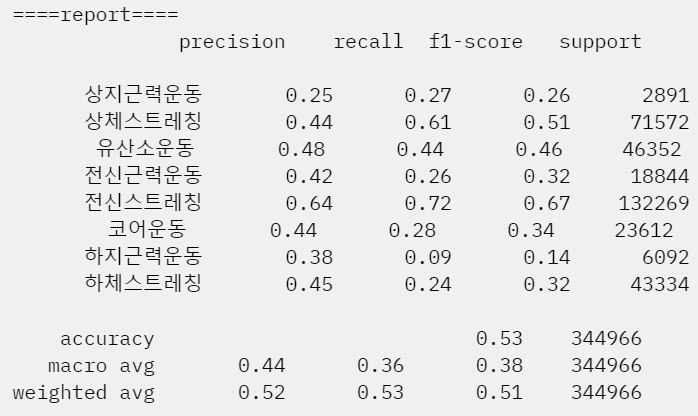 ====report====
precision recall f1-score support
상지근력운동 0.25 0.27 0.26 2891
상체스트레칭 0.44 0.61 0.51 71572
유산소운동 0.48 0.44 0.46 46352
전신근력운동 0.42 0.26 0.32 18844
전신스트레칭 0.64 0.72 0.67 132269
코어운동 0.44 0.28 0.34 23612
하지근력운동 0.38 0.09 0.14 6092
하체스트레칭 0.45 0.24 0.32 43334
accuracy 0.53 344966
macro avg 0.44 0.36 0.38 344966
weighted avg 0.52 0.53 0.51 344966